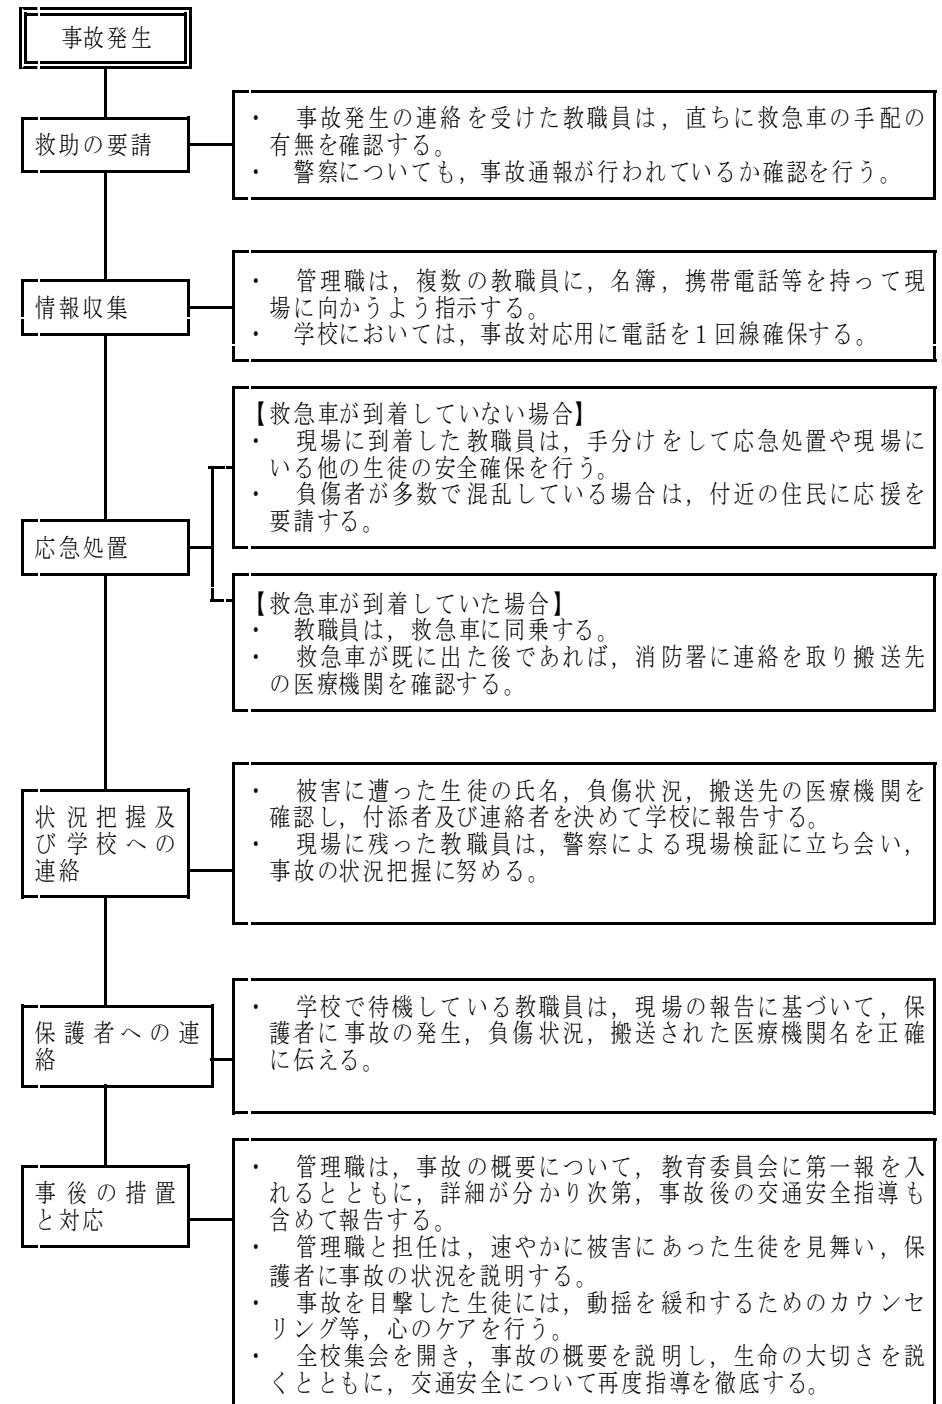 事故発生
救助の要請
・　事故発生の連絡を受けた教職員は，直ちに救急車の手配の
有無を確認する。
・　警察についても，事故通報が行われているか確認を行う。
情報収集
・　管理職は，複数の教職員に，名簿，携帯電話等を持って現
場に向かうよう指示する。
・　学校においては，事故対応用に電話を１回線確保する。
応急処置
【救急車が到着していない場合】
・　現場に到着した教職員は，手分けをして応急処置や現場に
いる他の生徒の安全確保を行う。
・　負傷者が多数で混乱している場合は，付近の住民に応援を
要請する。
【救急車が到着していた場合】
・　教職員は，救急車に同乗する。
・　救急車が既に出た後であれば，消防署に連絡を取り搬送先
の医療機関を確認する。
状況把握及
び学校への
連絡
・　被害に遭った生徒の氏名，負傷状況，搬送先の医療機関を
確認し，付添者及び連絡者を決めて学校に報告する。
・　現場に残った教職員は，警察による現場検証に立ち会い，
事故の状況把握に努める。
保護者への連
絡
・　学校で待機している教職員は，現場の報告に基づいて，保
護者に事故の発生，負傷状況，搬送された医療機関名を正確
に伝える。
事後の措置
と対応
・　管理職は，事故の概要について，教育委員会に第一報を入
れるとともに，詳細が分かり次第，事故後の交通安全指導も
含めて報告する。
・　管理職と担任は，速やかに被害にあった生徒を見舞い，保
護者に事故の状況を説明する。
・　事故を目撃した生徒には，動揺を緩和するためのカウンセ
リング等，心のケアを行う。
・　全校集会を開き，事故の概要を説明し，生命の大切さを説
くとともに，交通安全について再度指導を徹底する。